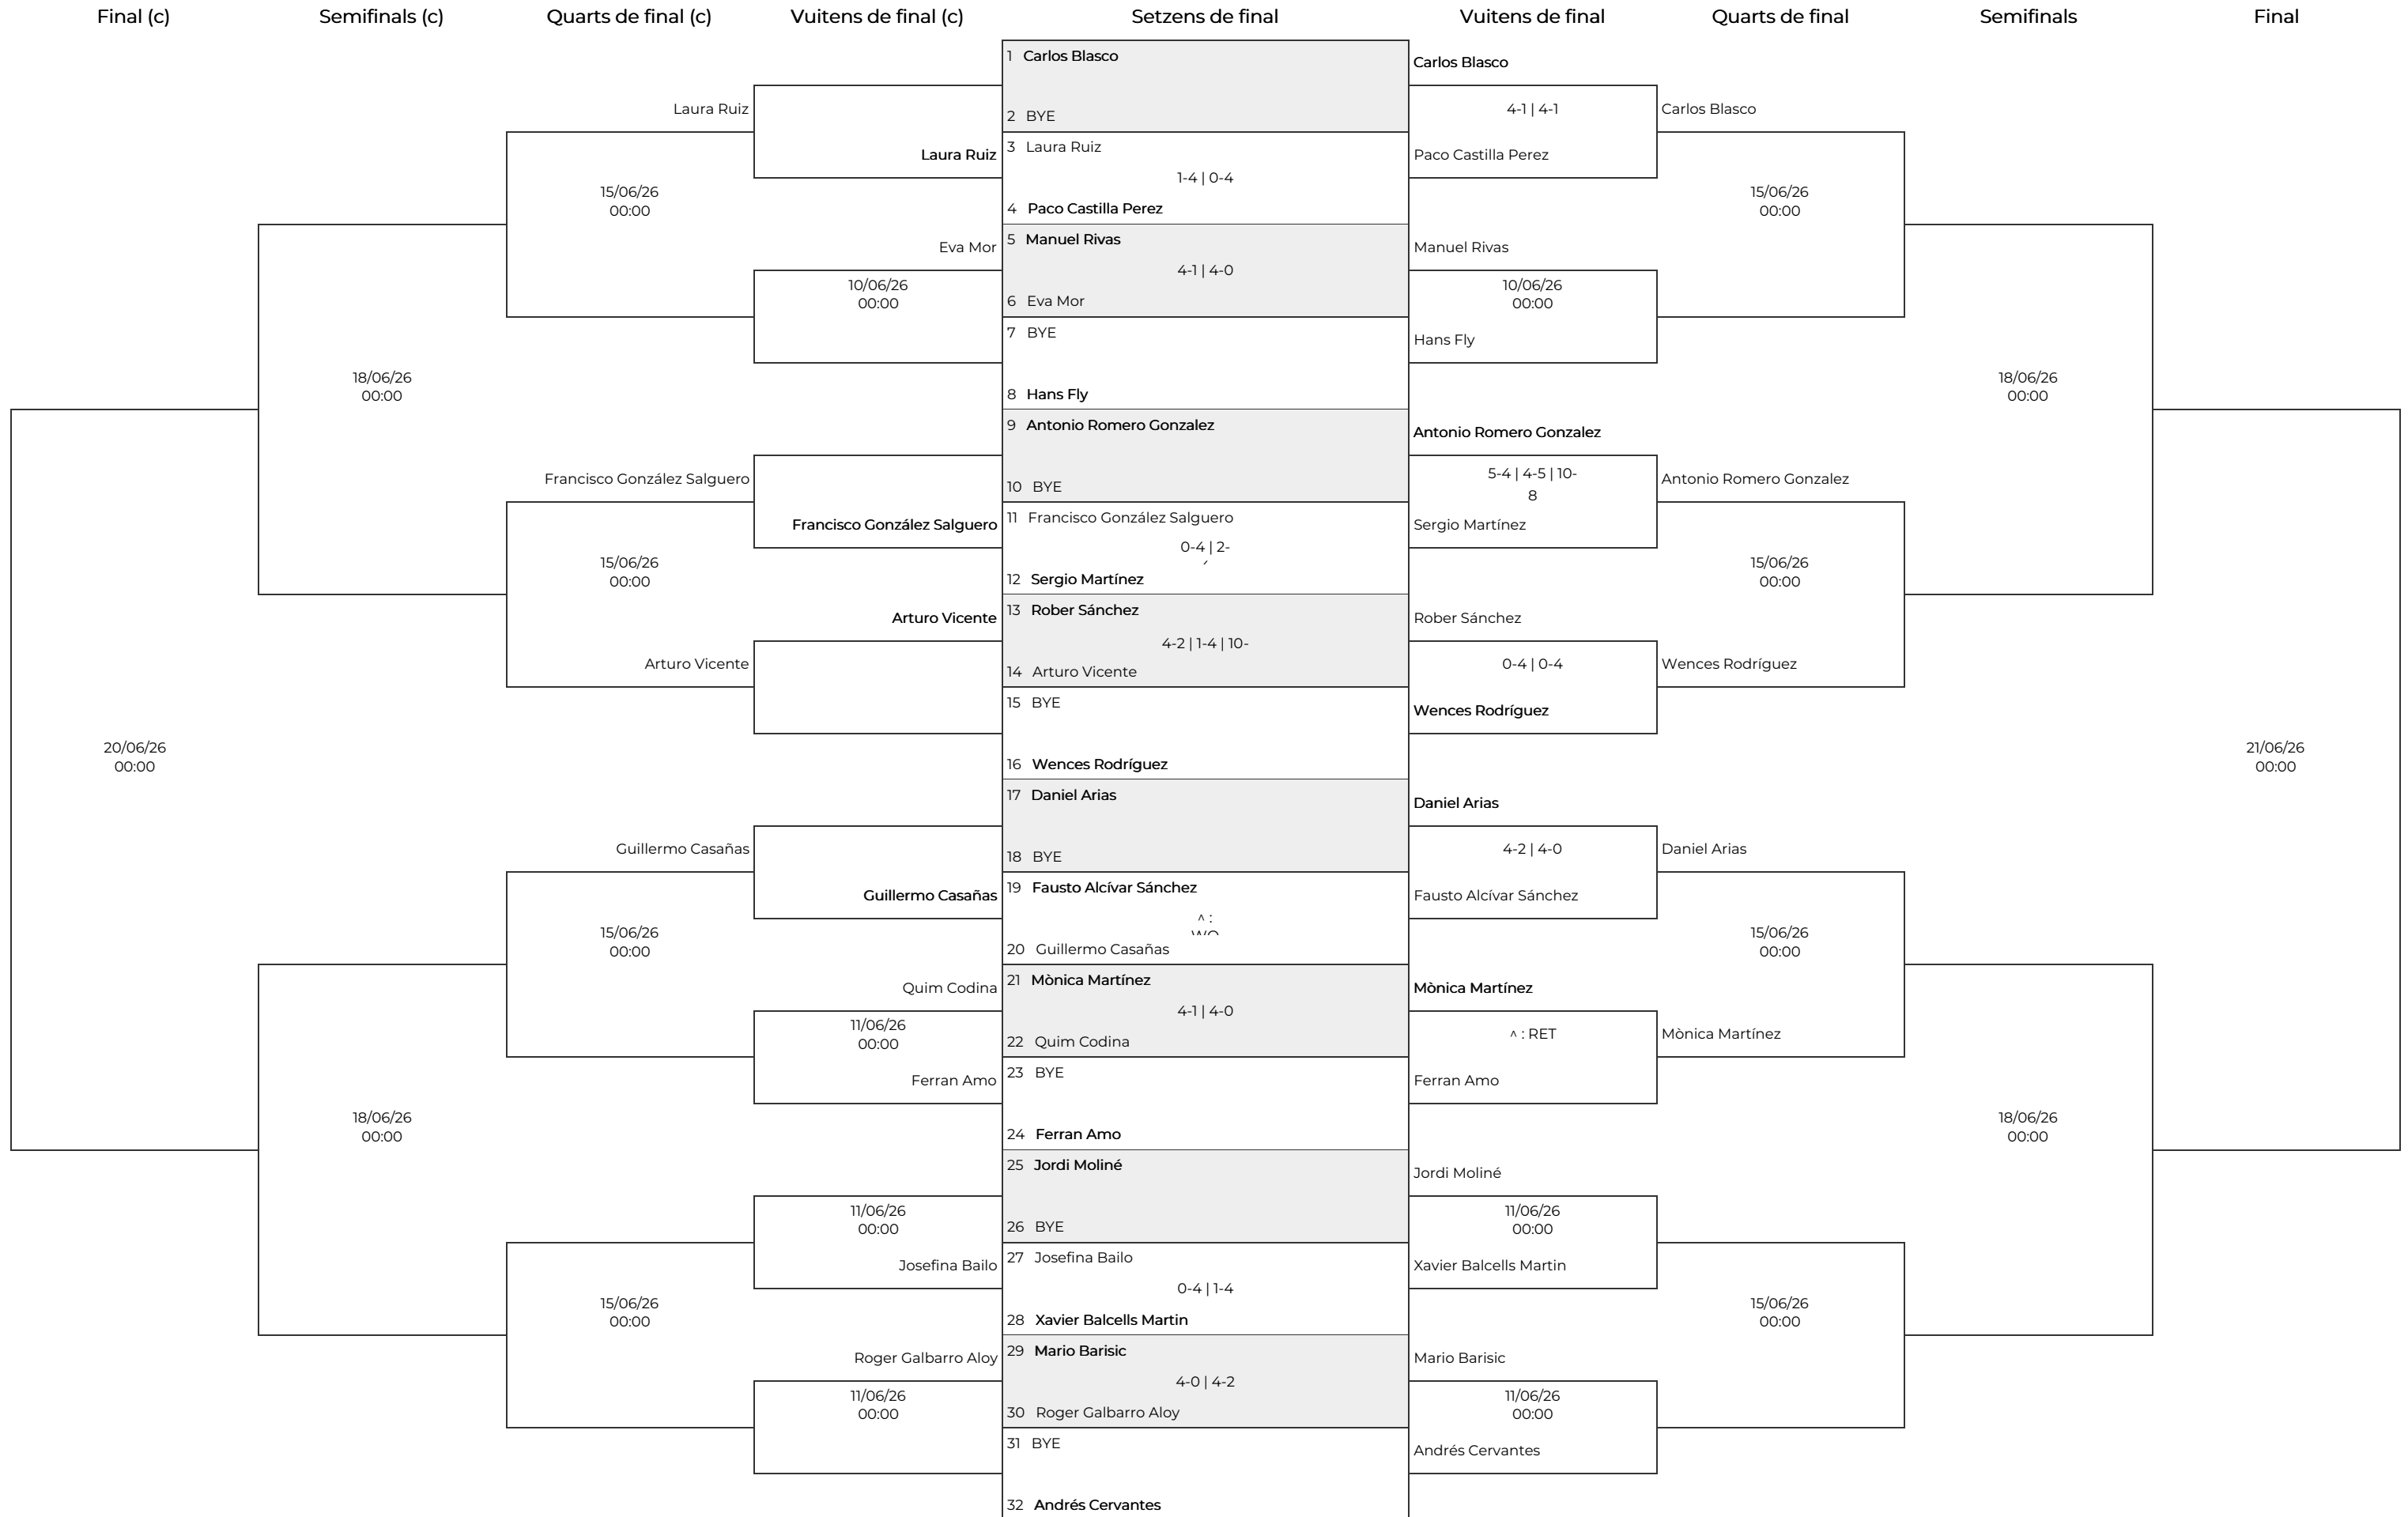 Final (c)
Semifinals (c)
Quarts de final (c)
Vuitens de final (c)
Setzens de final
Vuitens de final
Quarts de final
Semifinals
Final
20/06/26
00:00
18/06/26
00:00
18/06/26
00:00
Laura Ruiz
15/06/26
00:00
Francisco González Salguero
15/06/26
00:00
Arturo Vicente
Guillermo Casañas
15/06/26
00:00
15/06/26
00:00
Laura Ruiz
Eva Mor
10/06/26
00:00
Francisco González Salguero
Arturo Vicente
Guillermo Casañas
Quim Codina
11/06/26
00:00
Ferran Amo
11/06/26
00:00
Josefina Bailo
Roger Galbarro Aloy
11/06/26
00:00
1 Carlos Blasco
2 BYE
3 Laura Ruiz
1-4 | 0-4
4 Paco Castilla Perez
5 Manuel Rivas
4-1 | 4-0
6 Eva Mor
7 BYE
8 Hans Fly
9 Antonio Romero Gonzalez
10 BYE
11 Francisco González Salguero
0-4 | 2-
12 Sergio Martínez
13 Rober Sánchez
4-2 | 1-4 | 10-
14 Arturo Vicente
15 BYE
16 Wences Rodríguez
17 Daniel Arias
18 BYE
19 Fausto Alcívar Sánchez
^ :
WO
20 Guillermo Casañas
21 Mònica Martínez
4-1 | 4-0
22 Quim Codina
23 BYE
24 Ferran Amo
25 Jordi Moliné
26 BYE
27 Josefina Bailo
0-4 | 1-4
28 Xavier Balcells Martin
29 Mario Barisic
4-0 | 4-2
30 Roger Galbarro Aloy
31 BYE
32 Andrés Cervantes
Carlos Blasco
4-1 | 4-1
Paco Castilla Perez
Manuel Rivas
10/06/26
00:00
Hans Fly
Antonio Romero Gonzalez
5-4 | 4-5 | 10-
8
Sergio Martínez
Rober Sánchez
0-4 | 0-4
Wences Rodríguez
Daniel Arias
4-2 | 4-0
Fausto Alcívar Sánchez
Mònica Martínez
^ : RET
Ferran Amo
Jordi Moliné
11/06/26
00:00
Xavier Balcells Martin
Mario Barisic
11/06/26
00:00
Andrés Cervantes
Carlos Blasco
15/06/26
00:00
Antonio Romero Gonzalez
15/06/26
00:00
Wences Rodríguez
Daniel Arias
15/06/26
00:00
Mònica Martínez
15/06/26
00:00
18/06/26
00:00
18/06/26
00:00
21/06/26
00:00